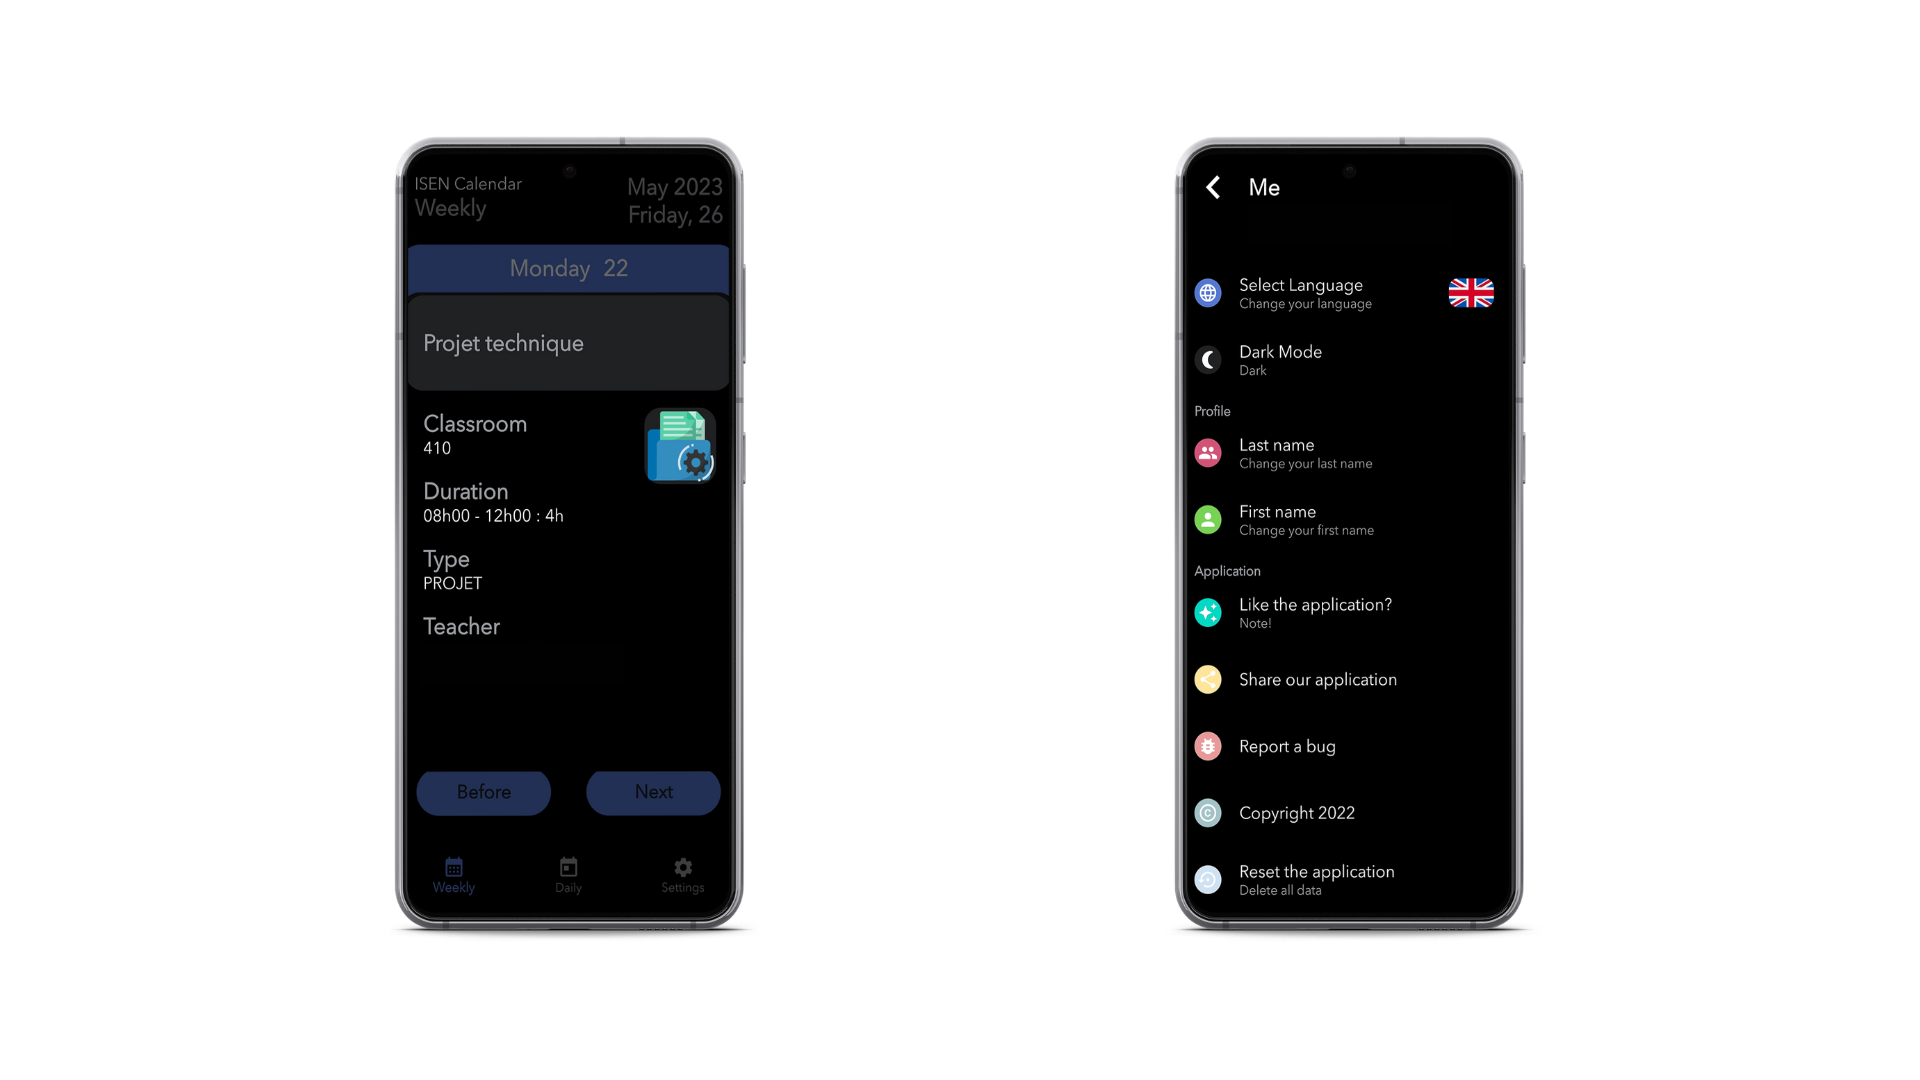 ISEN Calendar
Weekly
May 2023
Friday, 26
Monday 22
Projet technique
Classroom
410
Duration
08h00 - 12h00 : 4h
Type
PROJET
Teacher
Before
Next
Weekly
Daily
Settings
Me
Select Language
Change your language
Dark Mode
Dark
Profile
Last name
Change your last name
First name
Change your first name
Application
Like the application?
Note!
Share our application
Report a bug
Copyright 2022
Reset the application
Delete all data